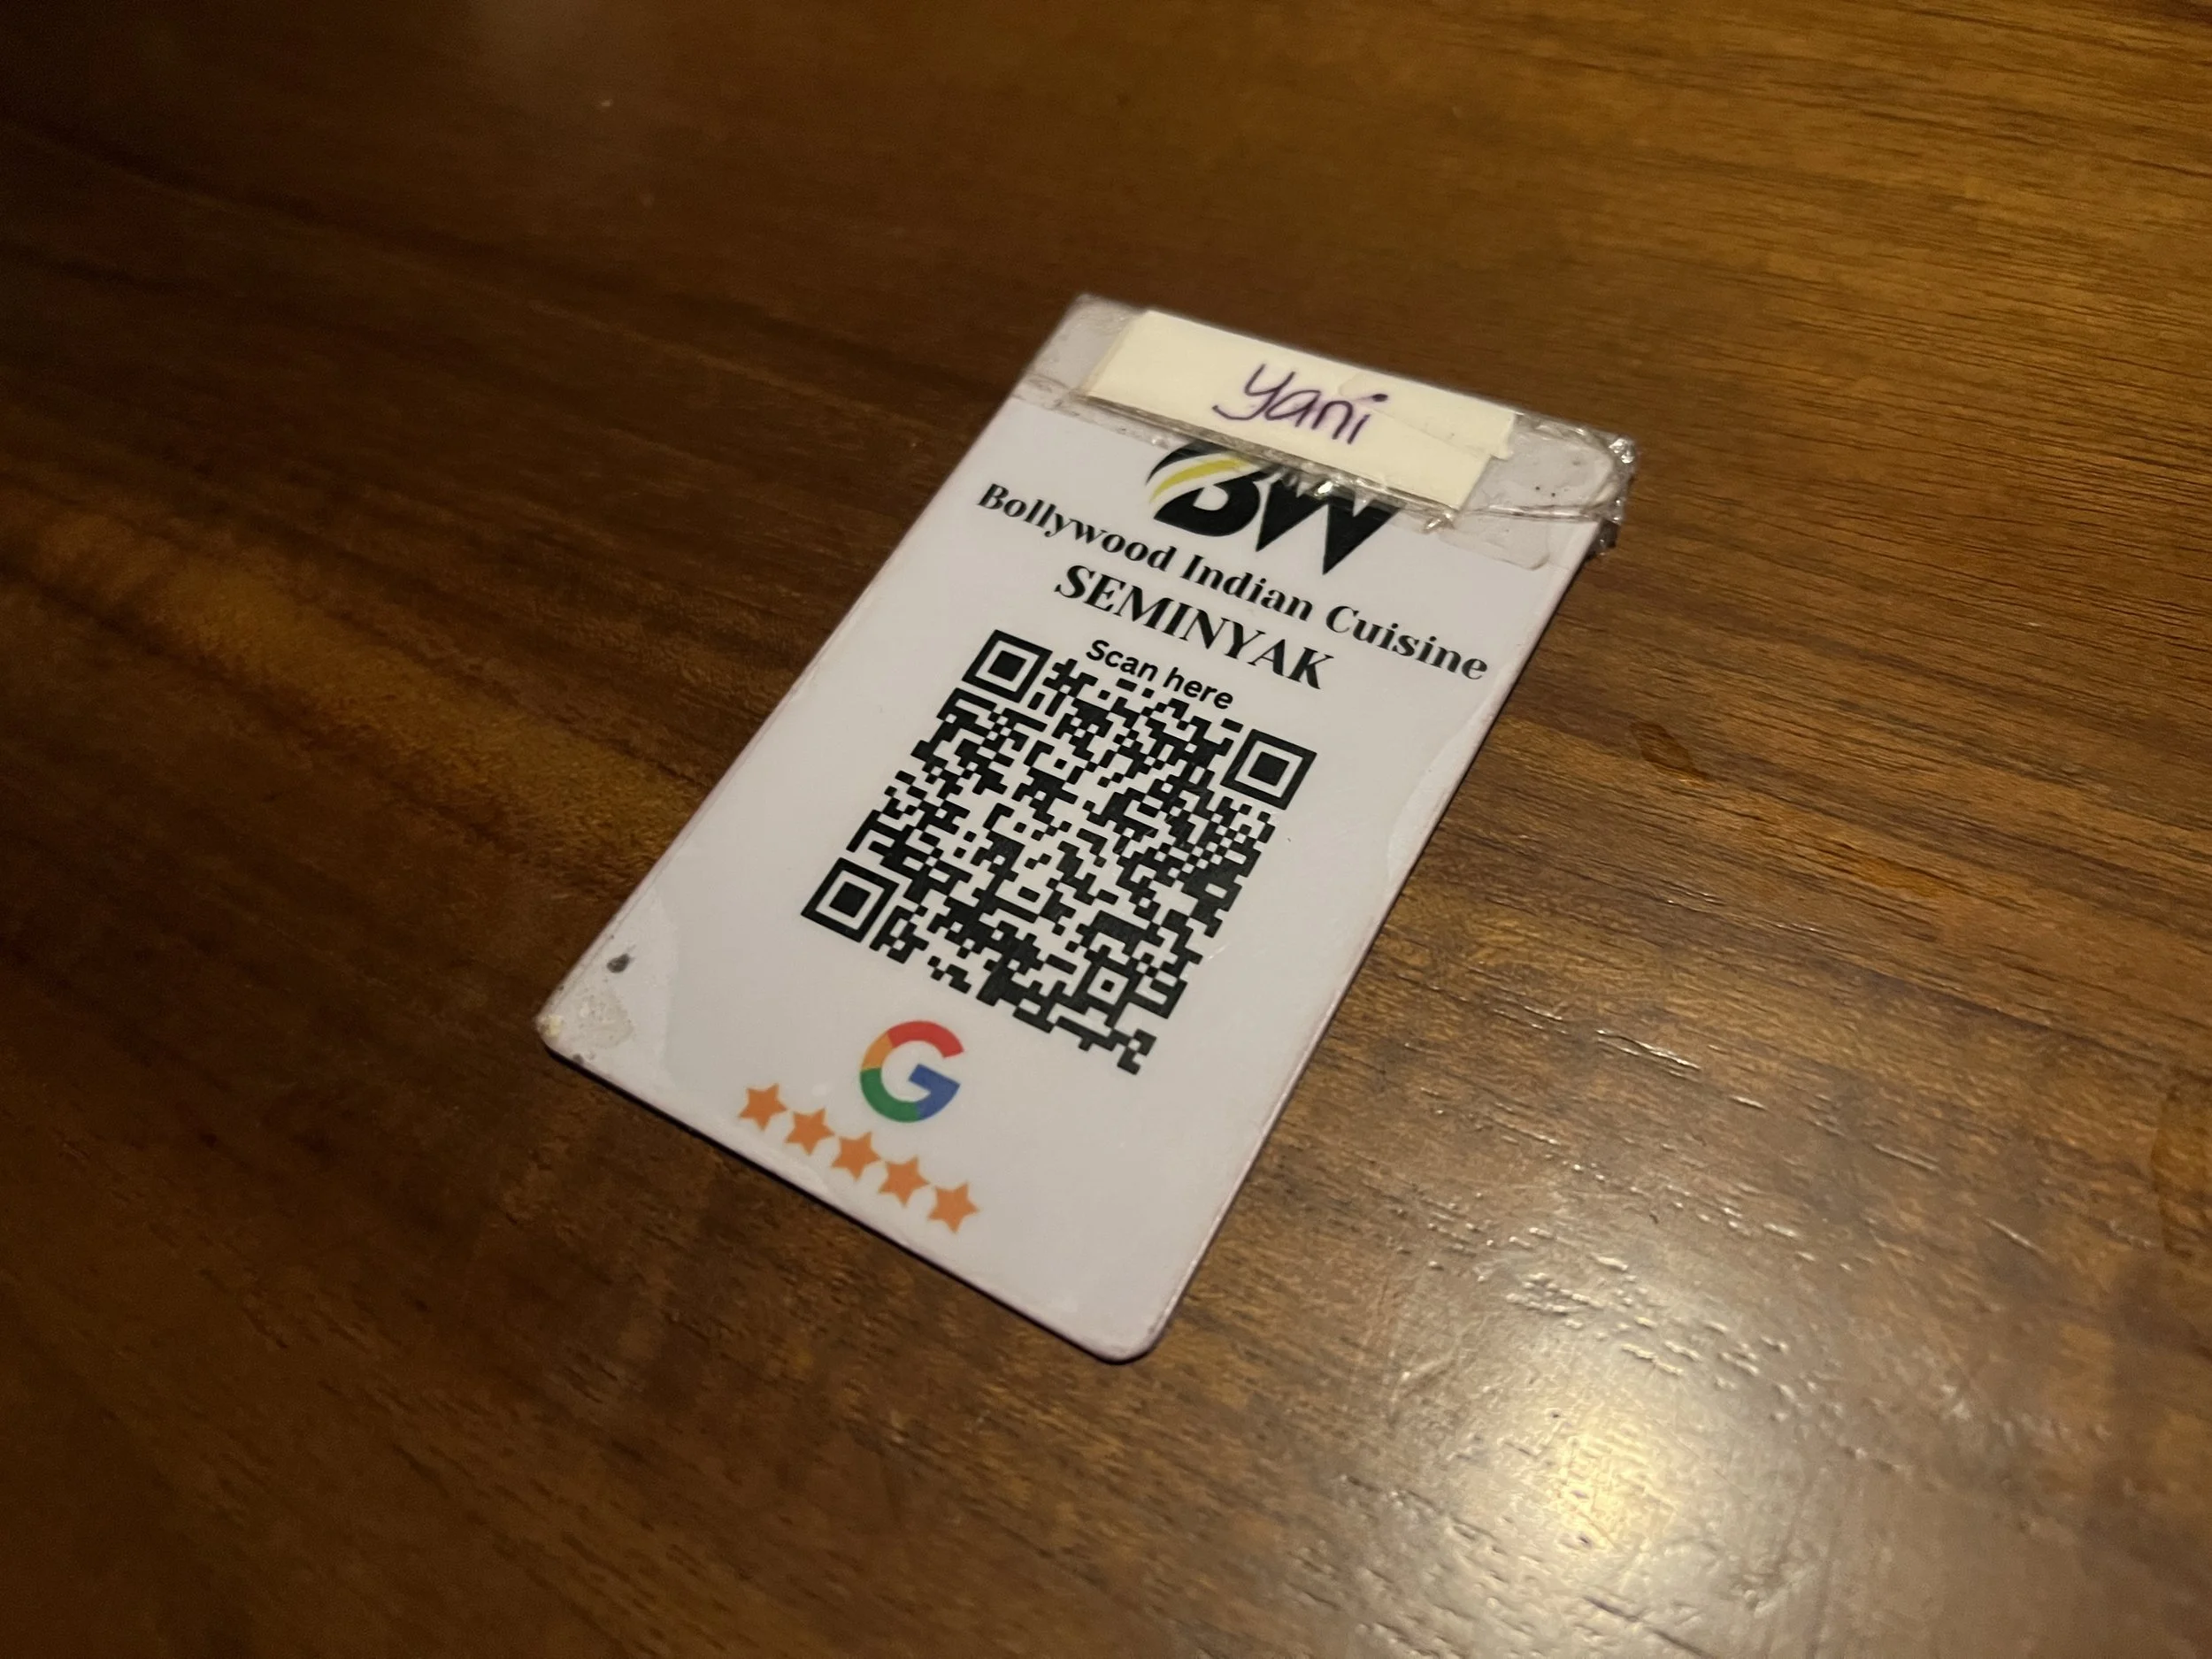 yani
BW
Bollywood Indian Cuisine
SEMINYAK
Scan here
G